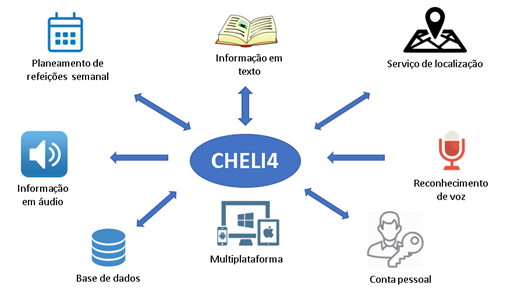 Planeamento de
refeições semanal
Informação em
texto
Serviço de localização
Informação
em áudio
CHELI4
Reconhecimento
de voz
Base de dados
Multiplataforma
Conta pessoal